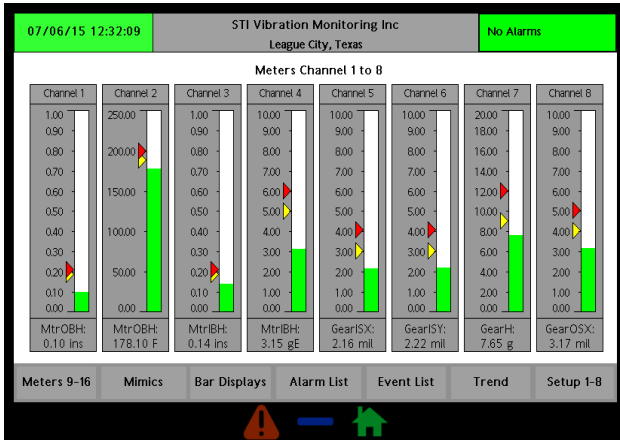 07/06/15 12:32:09
STI Vibration Monitoring Inc
League City, Texas
No Alarms
Meters Channel 1 to 8
Channel 1 Channel 2 Channel 3 Channel 4 Channel 5 Channel 6 Channel 7 Channel 8
1.00 250.00 1.00 10.00 10.00 10.00 20.00 10.00
0.90 0.90 9.00 9.00 9.00 18.00 9.00
0.80 200.00 0.80 8.00 8.00 8.00 16.00 8.00
0.70 0.70 7.00 7.00 7.00 14.00 7.00
0.60 150.00 0.60 6.00 6.00 6.00 12.00 6.00
0.50 0.50 5.00 5.00 5.00 10.00 5.00
0.40 100.00 0.40 4.00 4.00 4.00 8.00 4.00
0.30 0.30 3.00 3.00 3.00 6.00 3.00
0.20 50.00 0.20 2.00 2.00 2.00 4.00 2.00
0.10 0.10 1.00 1.00 1.00 2.00 1.00
0.00 0.00 0.00 0.00 0.00 0.00 0.00 0.00
MtrOBH: MtrOBH: MtrIBH: MtrIBH: GearISX: GearISY: GearH: GearOSX:
0.10 ins 178.10 F 0.14 ins 3.15 gE 2.16 mil 2.22 mil 7.65 g 3.17 mil
Meters 9-16 Mimics Bar Displays Alarm List Event List Trend Setup 1-8